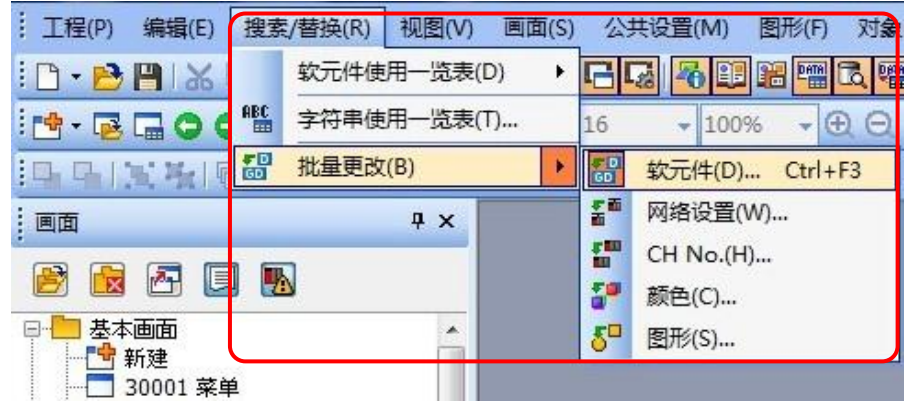 工程(P) 编辑(E) 搜索/替换(R) 视图(V) 画面(S) 公共设置(M) 图形(F) 对象
软元件使用一览表(D)
ABC 字符串使用一览表(T)...
16 100%
批量更改(B)
软元件(D)... Ctrl+F3
网络设置(W)...
CH No.(H)...
颜色(C)...
图形(S)...
画面
基本画面
新建
30001 菜单